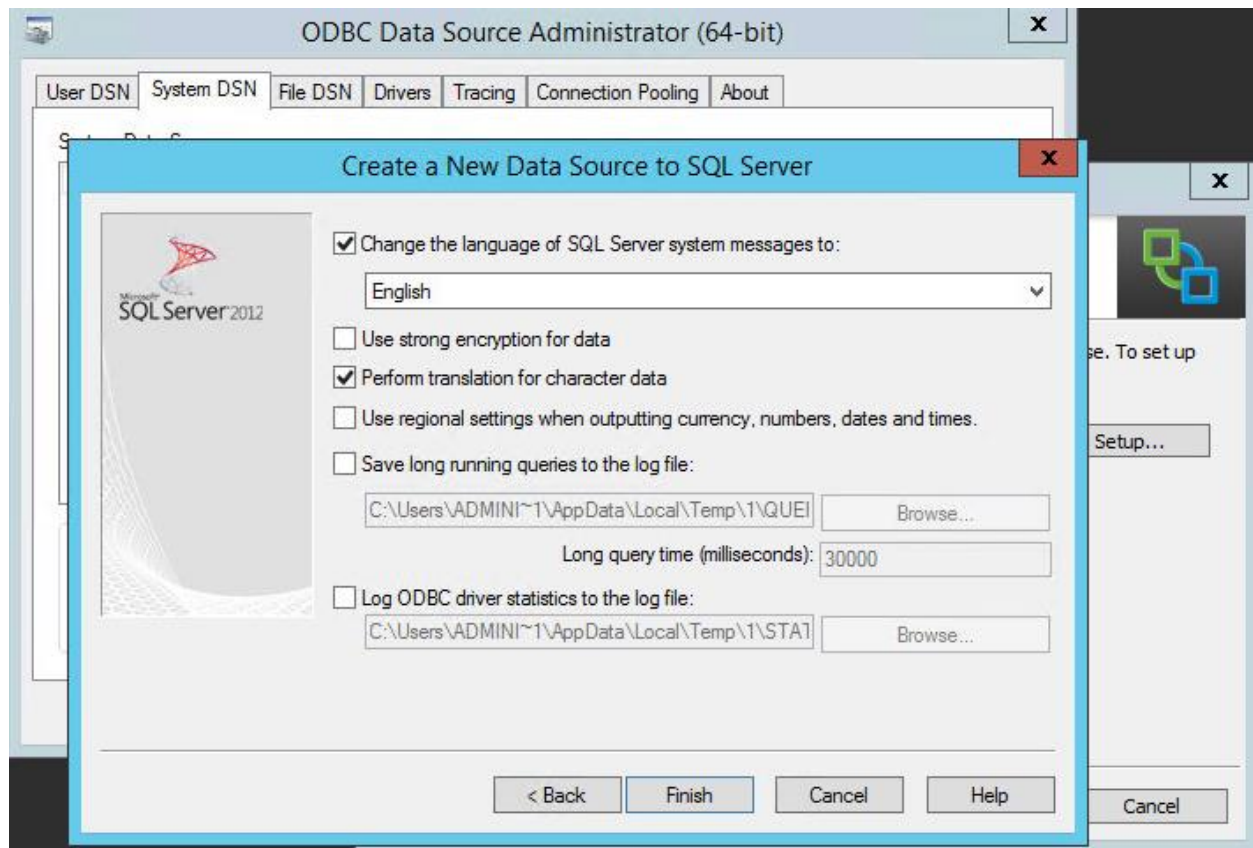 ODBC Data Source Administrator (64-bit)
x
User DSN
System DSN
File DSN
Drivers
Tracing
Connection Pooling
About
Create a New Data Source to SQL Server
x
x
Microsoft
SQL Server 2012
Change the language of SQL Server system messages to:
English
Use strong encryption for data
Perform translation for character data
Use regional settings when outputting currency, numbers, dates and times.
Save long running queries to the log file:
C:\Users\ADMINI~1\AppData\Local\Temp\1\QUEI
Browse...
Long query time (milliseconds):
30000
Log ODBC driver statistics to the log file:
C:\Users\ADMINI~1\AppData\Local\Temp\1\STAT
Browse...
< Back
Finish
Cancel
Help
se. To set up
Setup...
Cancel